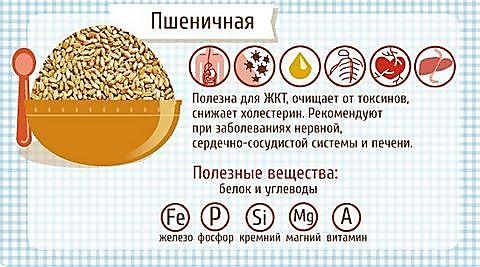 Пшеничная
Полезна для ЖКТ, очищает от токсинов,
снижает холестерин. Рекомендуют
при заболеваниях нервной,
сердечно-сосудистой системы и печени.
Полезные вещества:
белок и углеводы
Fe P Si Mg A
железо фосфор кремний магний витамин